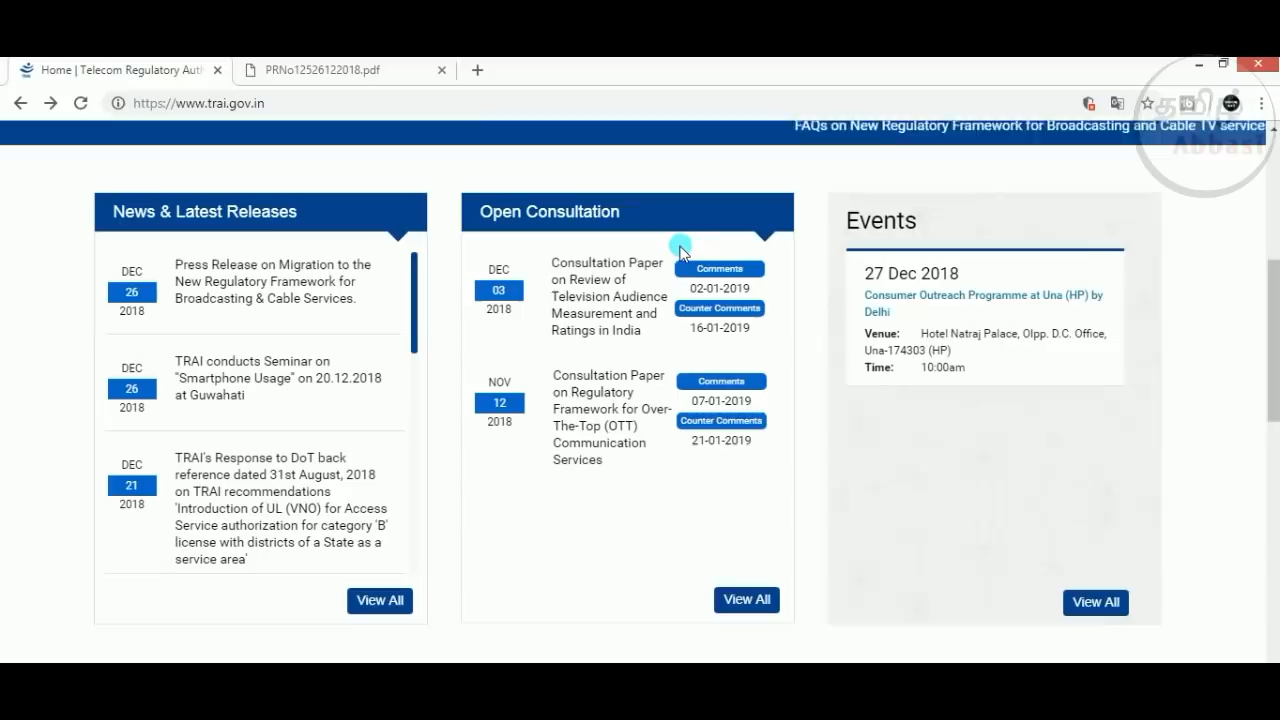 Home | Telecom Regulatory Auth
PRNo12526122018.pdf
https://www.trai.gov.in
தமிழ்
Abbasi
FAQs on New Regulatory Framework for Broadcasting and Cable TV service
News & Latest Releases
DEC
26
2018
Press Release on Migration to the
New Regulatory Framework for
Broadcasting & Cable Services.
DEC
26
2018
TRAI conducts Seminar on
"Smartphone Usage" on 20.12.2018
at Guwahati
DEC
21
2018
TRAI's Response to DoT back
reference dated 31st August, 2018
on TRAI recommendations
'Introduction of UL (VNO) for Access
Service authorization for category 'B'
license with districts of a State as a
service area'
View All
Open Consultation
DEC
03
2018
Consultation Paper
on Review of
Television Audience
Measurement and
Ratings in India
Comments
02-01-2019
Counter Comments
16-01-2019
NOV
12
2018
Consultation Paper
on Regulatory
Framework for Over-
The-Top (OTT)
Communication
Services
Comments
07-01-2019
Counter Comments
21-01-2019
View All
Events
27 Dec 2018
Consumer Outreach Programme at Una (HP) by
Delhi
Venue: Hotel Natraj Palace, Olpp. D.C. Office,
Una-174303 (HP)
Time: 10:00am
View All